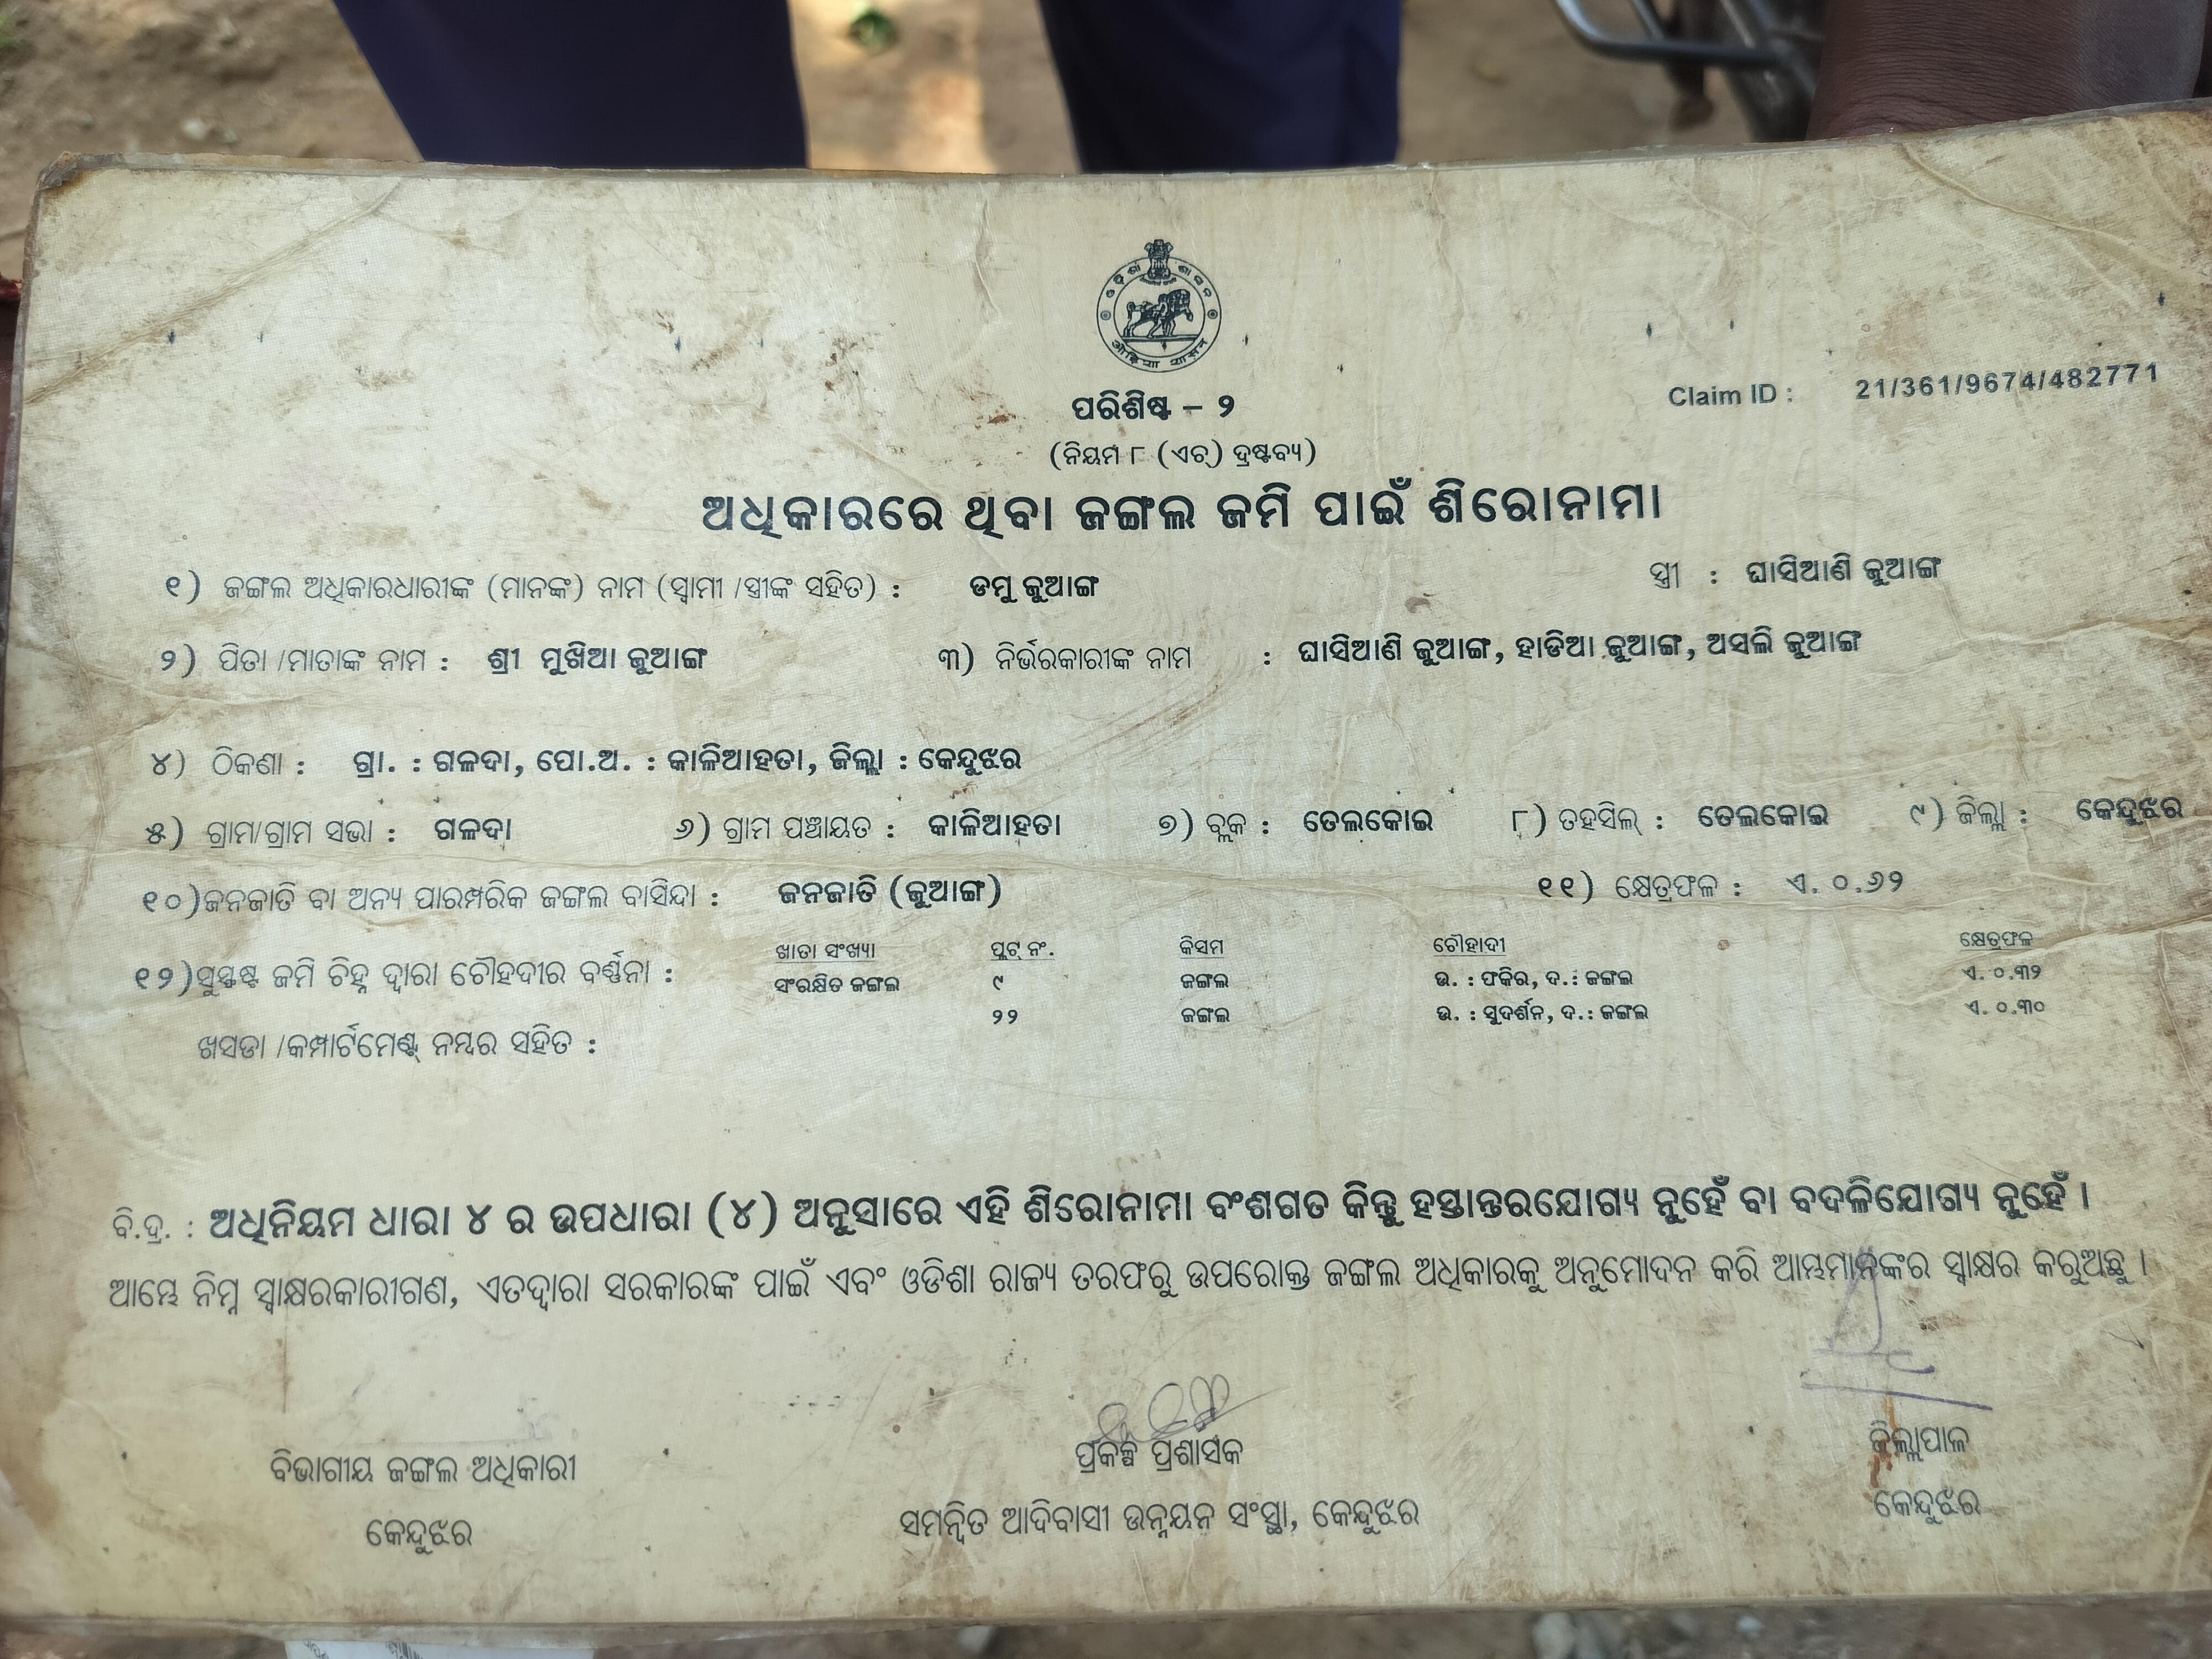 ଓଡ଼ିଶା ଶାସନ
ओड़िशा शासन
Claim ID : 21/361/9674/482771
ପରିଶିଷ୍ଟ – ୨
(ନିୟମ ୮ (ଏଚ୍) ଦ୍ରଷ୍ଟବ୍ୟ)
ଅଧିକାରରେ ଥିବା ଜଙ୍ଗଲ ଜମି ପାଇଁ ଶିରୋନାମା
୧) ଜଙ୍ଗଲ ଅଧିକାରଧାରୀଙ୍କ (ମାନଙ୍କ) ନାମ (ସ୍ୱାମୀ /ସ୍ତ୍ରୀଙ୍କ ସହିତ) : ଡମୁ ଜୁଆଙ୍ଗ ସ୍ତ୍ରୀ : ଘାସିଆଣି ଜୁଆଙ୍ଗ
୨) ପିତା /ମାତାଙ୍କ ନାମ : ଶ୍ରୀ ମୁଖିଆ ଜୁଆଙ୍ଗ ୩) ନିର୍ଭରକାରୀଙ୍କ ନାମ : ଘାସିଆଣି ଜୁଆଙ୍ଗ, ହାଡିଆ ଜୁଆଙ୍ଗ, ଅସଲି ଜୁଆଙ୍ଗ
୪) ଠିକଣା : ଗ୍ରା. : ଗଳଦା, ପୋ.ଅ. : କାଳିଆହତା, ଜିଲ୍ଲା : କେନ୍ଦୁଝର
୫) ଗ୍ରାମ/ଗ୍ରାମ ସଭା : ଗଳଦା ୬) ଗ୍ରାମ ପଞ୍ଚାୟତ : କାଳିଆହତା ୭) ବ୍ଲକ : ତେଲକୋଇ ୮) ତହସିଲ୍ : ତେଲକୋଇ ୯) ଜିଲ୍ଲା : କେନ୍ଦୁଝର
୧୦)ଜନଜାତି ବା ଅନ୍ୟ ପାରମ୍ପରିକ ଜଙ୍ଗଲ ବାସିନ୍ଦା : ଜନଜାତି (ଜୁଆଙ୍ଗ) ୧୧) କ୍ଷେତ୍ରଫଳ : ଏ. ୦.୬୨
ଖାତା ସଂଖ୍ୟା ପ୍ଲଟ୍ ନଂ. କିସମ ଚୌହାଦୀ କ୍ଷେତ୍ରଫଳ
୧୨)ସୁସ୍ପଷ୍ଟ ଜମି ଚିହ୍ନ ଦ୍ୱାରା ଚୌହଦୀର ବର୍ଣ୍ଣନା : ସଂରକ୍ଷିତ ଜଙ୍ଗଲ ୯ ଜଙ୍ଗଲ ଉ. : ଫକିର, ଦ.: ଜଙ୍ଗଲ ଏ. ୦.୩୨
୨୨ ଜଙ୍ଗଲ ଉ. : ସୁଦର୍ଶନ, ଦ.: ଜଙ୍ଗଲ ଏ. ୦.୩୦
ଖସଡା /କମ୍ପାର୍ଟମେଣ୍ଟ୍ ନମ୍ବର ସହିତ :
ବି.ଦ୍ର. : ଅଧିନିୟମ ଧାରା ୪ ର ଉପଧାରା (୪) ଅନୁସାରେ ଏହି ଶିରୋନାମା ବଂଶଗତ କିନ୍ତୁ ହସ୍ତାନ୍ତରଯୋଗ୍ୟ ନୁହେଁ ବା ବଦଳିଯୋଗ୍ୟ ନୁହେଁ ।
ଆମ୍ଭେ ନିମ୍ନ ସ୍ୱାକ୍ଷରକାରୀଗଣ, ଏତଦ୍ୱାରା ସରକାରଙ୍କ ପାଇଁ ଏବଂ ଓଡିଶା ରାଜ୍ୟ ତରଫରୁ ଉପରୋକ୍ତ ଜଙ୍ଗଲ ଅଧିକାରକୁ ଅନୁମୋଦନ କରି ଆମ୍ଭମାନଙ୍କର ସ୍ୱାକ୍ଷର କରୁଅଛୁ ।
ବିଭାଗୀୟ ଜଙ୍ଗଲ ଅଧିକାରୀ ପ୍ରକଳ୍ପ ପ୍ରଶାସକ ଜିଲ୍ଲାପାଳ
କେନ୍ଦୁଝର ସମନ୍ୱିତ ଆଦିବାସୀ ଉନ୍ନୟନ ସଂସ୍ଥା, କେନ୍ଦୁଝର କେନ୍ଦୁଝର